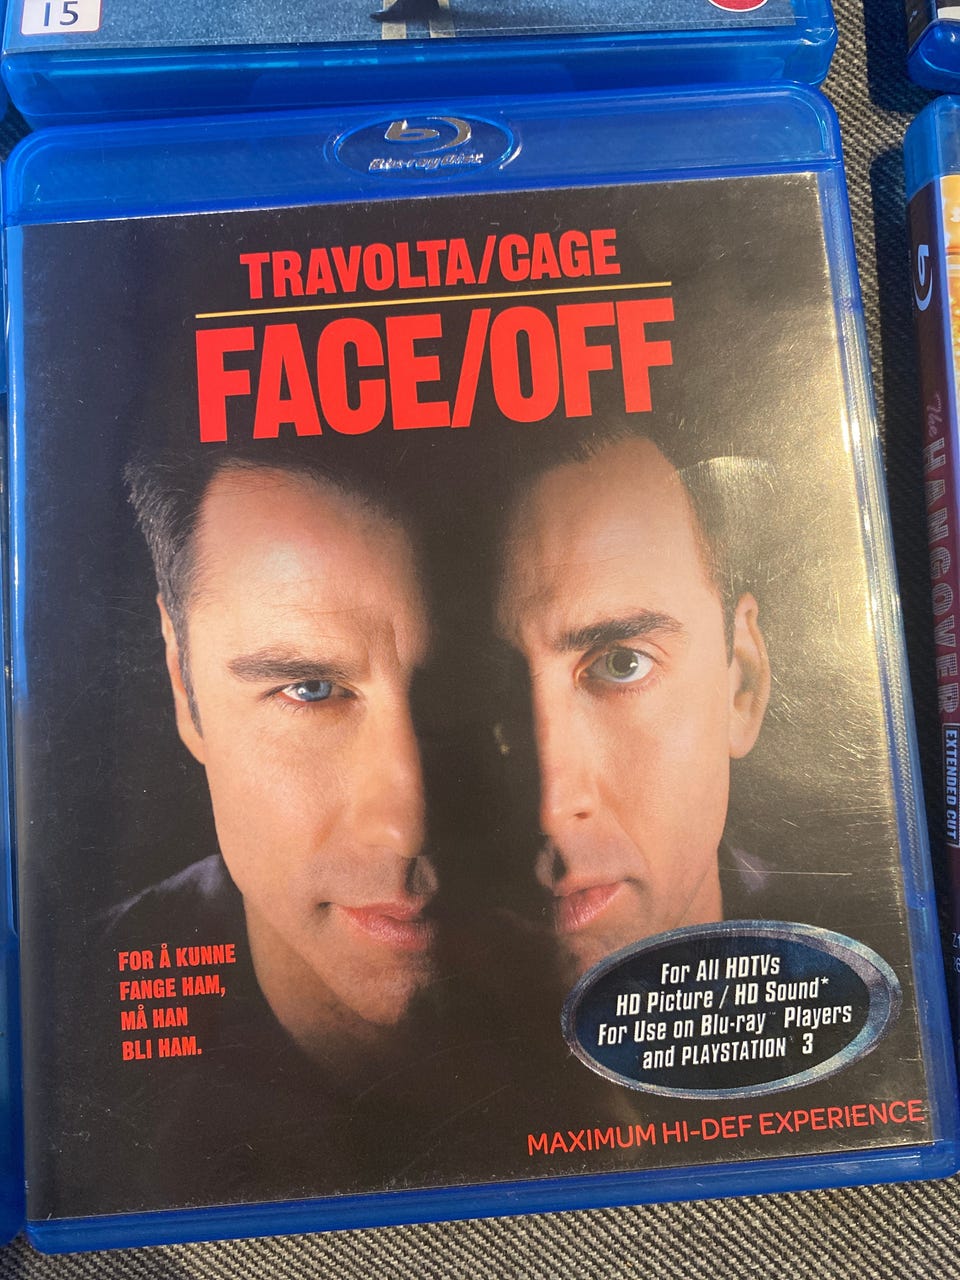 15
Blu-ray Disc
TRAVOLTA/CAGE
FACE/OFF
FOR Å KUNNE
FANGE HAM,
MÅ HAN
BLI HAM.
For All HDTVs
HD Picture / HD Sound*
For Use on Blu-ray™ Players
and PLAYSTATION 3
MAXIMUM HI-DEF EXPERIENCE
The HANGOVER
EXTENDED CUT